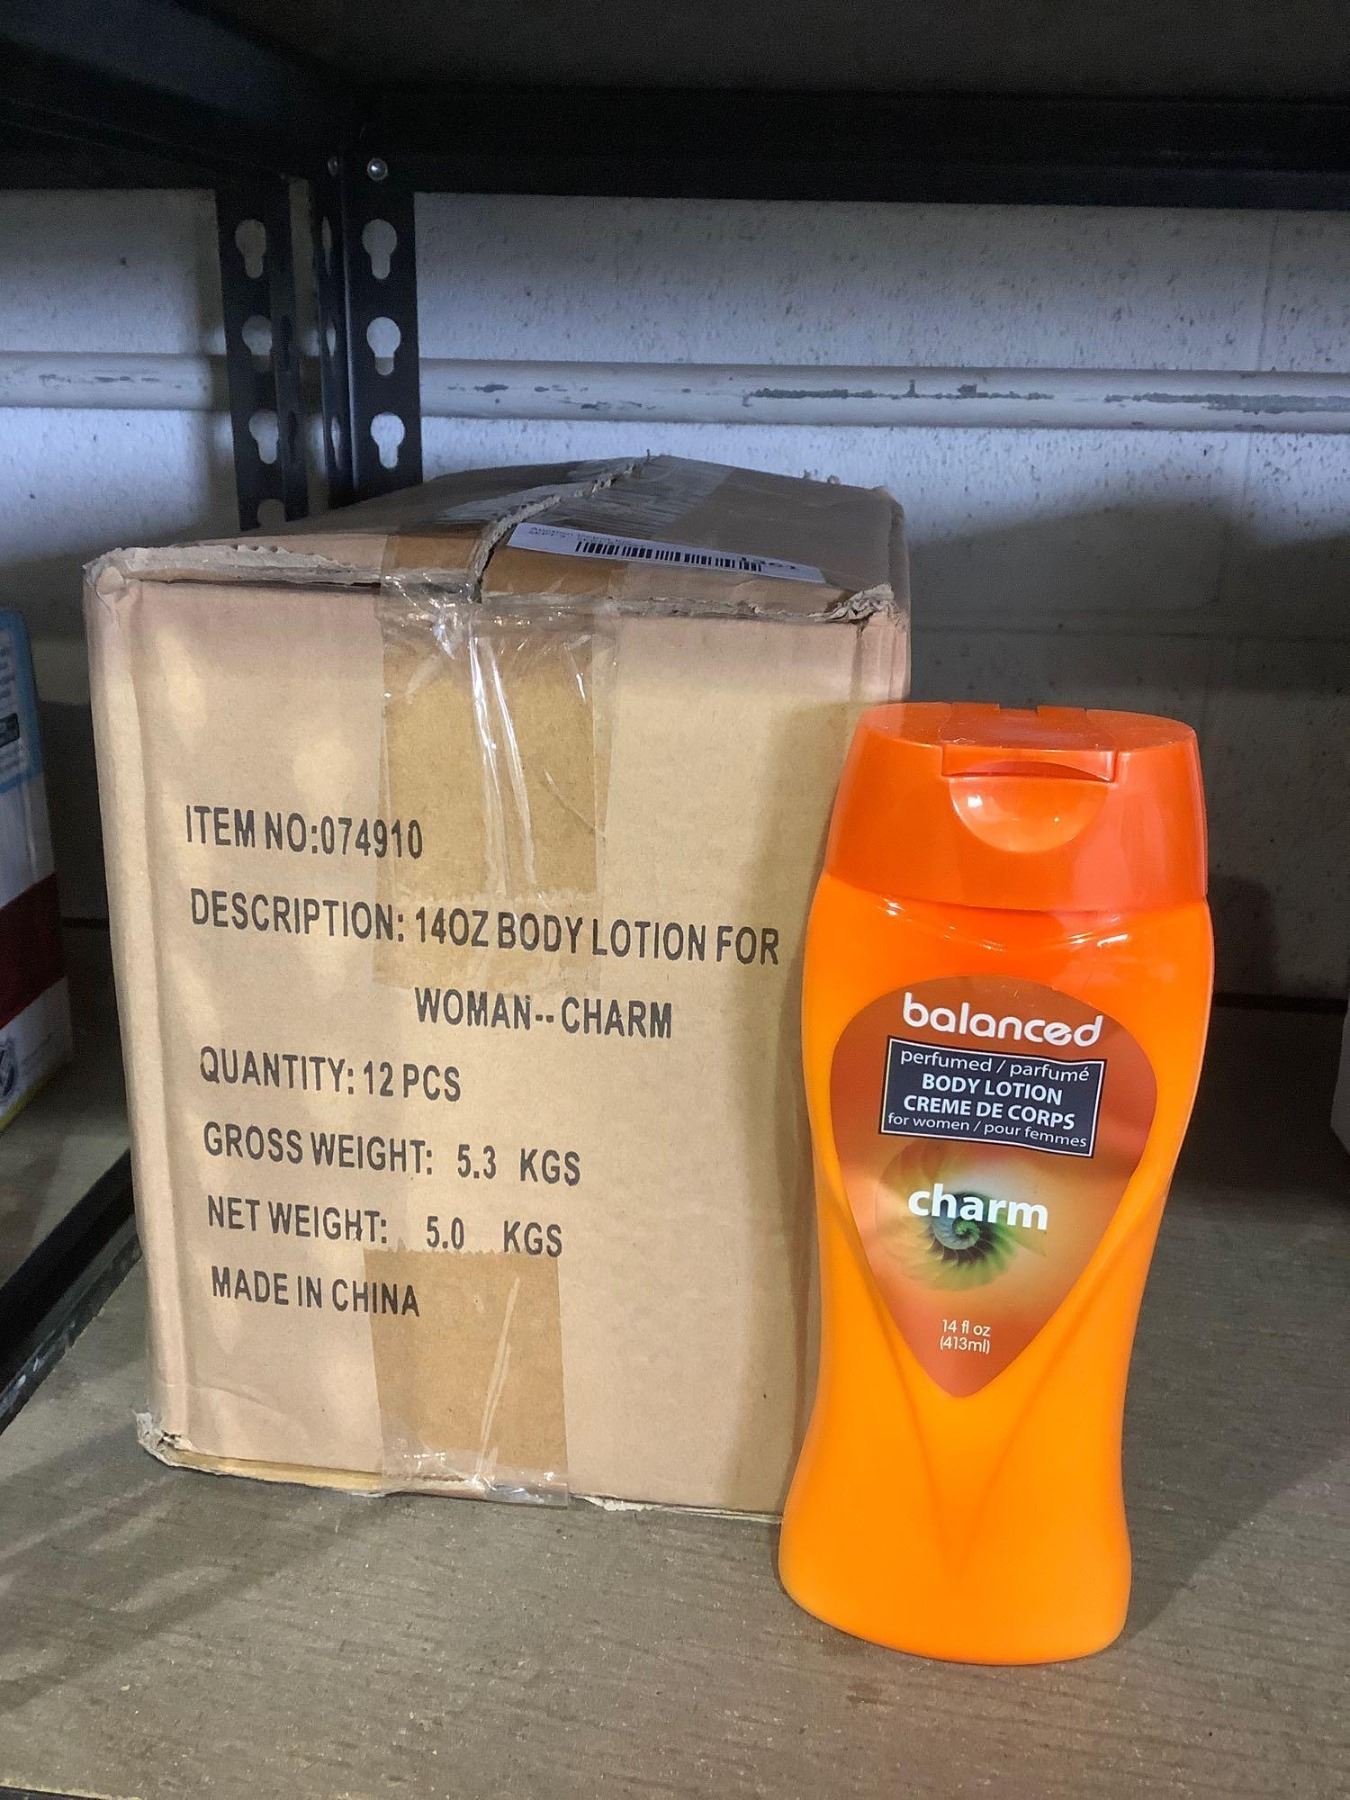 ITEM NO:074910
DESCRIPTION: 14OZ BODY LOTION FOR
WOMAN--CHARM
QUANTITY: 12 PCS
GROSS WEIGHT: 5.3 KGS
NET WEIGHT: 5.0 KGS
MADE IN CHINA
balanced
perfumed / parfumé
BODY LOTION
CREME DE CORPS
for women / pour femmes
charm
14 fl oz
(413ml)